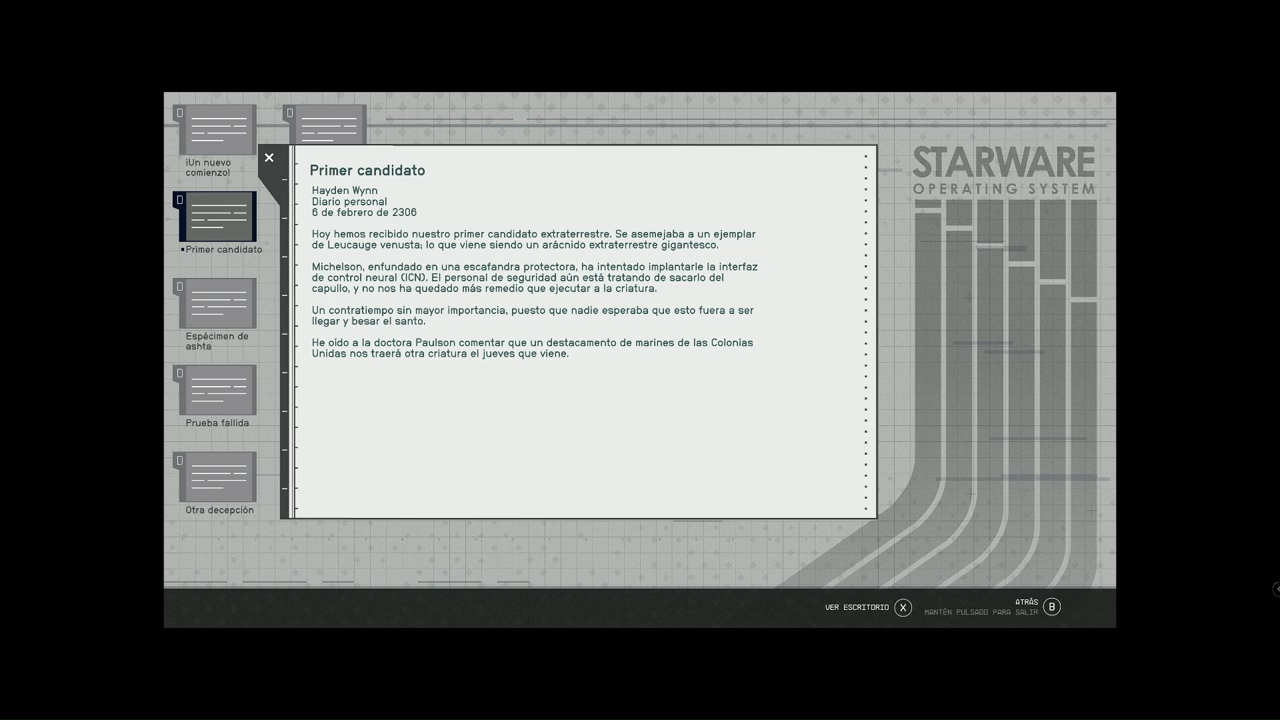 ¡Un nuevo
comienzo!
Primer candidato
Espécimen de
ashta
Prueba fallida
Otra decepción
Primer candidato
Hayden Wynn
Diario personal
6 de febrero de 2306
Hoy hemos recibido nuestro primer candidato extraterrestre. Se asemejaba a un ejemplar
de Leucauge venusta; lo que viene siendo un arácnido extraterrestre gigantesco.
Michelson, enfundado en una escafandra protectora, ha intentado implantarle la interfaz
de control neural (ICN). El personal de seguridad aún está tratando de sacarlo del
capullo, y no nos ha quedado más remedio que ejecutar a la criatura.
Un contratiempo sin mayor importancia, puesto que nadie esperaba que esto fuera a ser
llegar y besar el santo.
He oído a la doctora Paulson comentar que un destacamento de marines de las Colonias
Unidas nos traerá otra criatura el jueves que viene.
STARWARE
OPERATING SYSTEM
VER ESCRITORIO X
ATRÁS B
MANTÉN PULSADO PARA SALIR